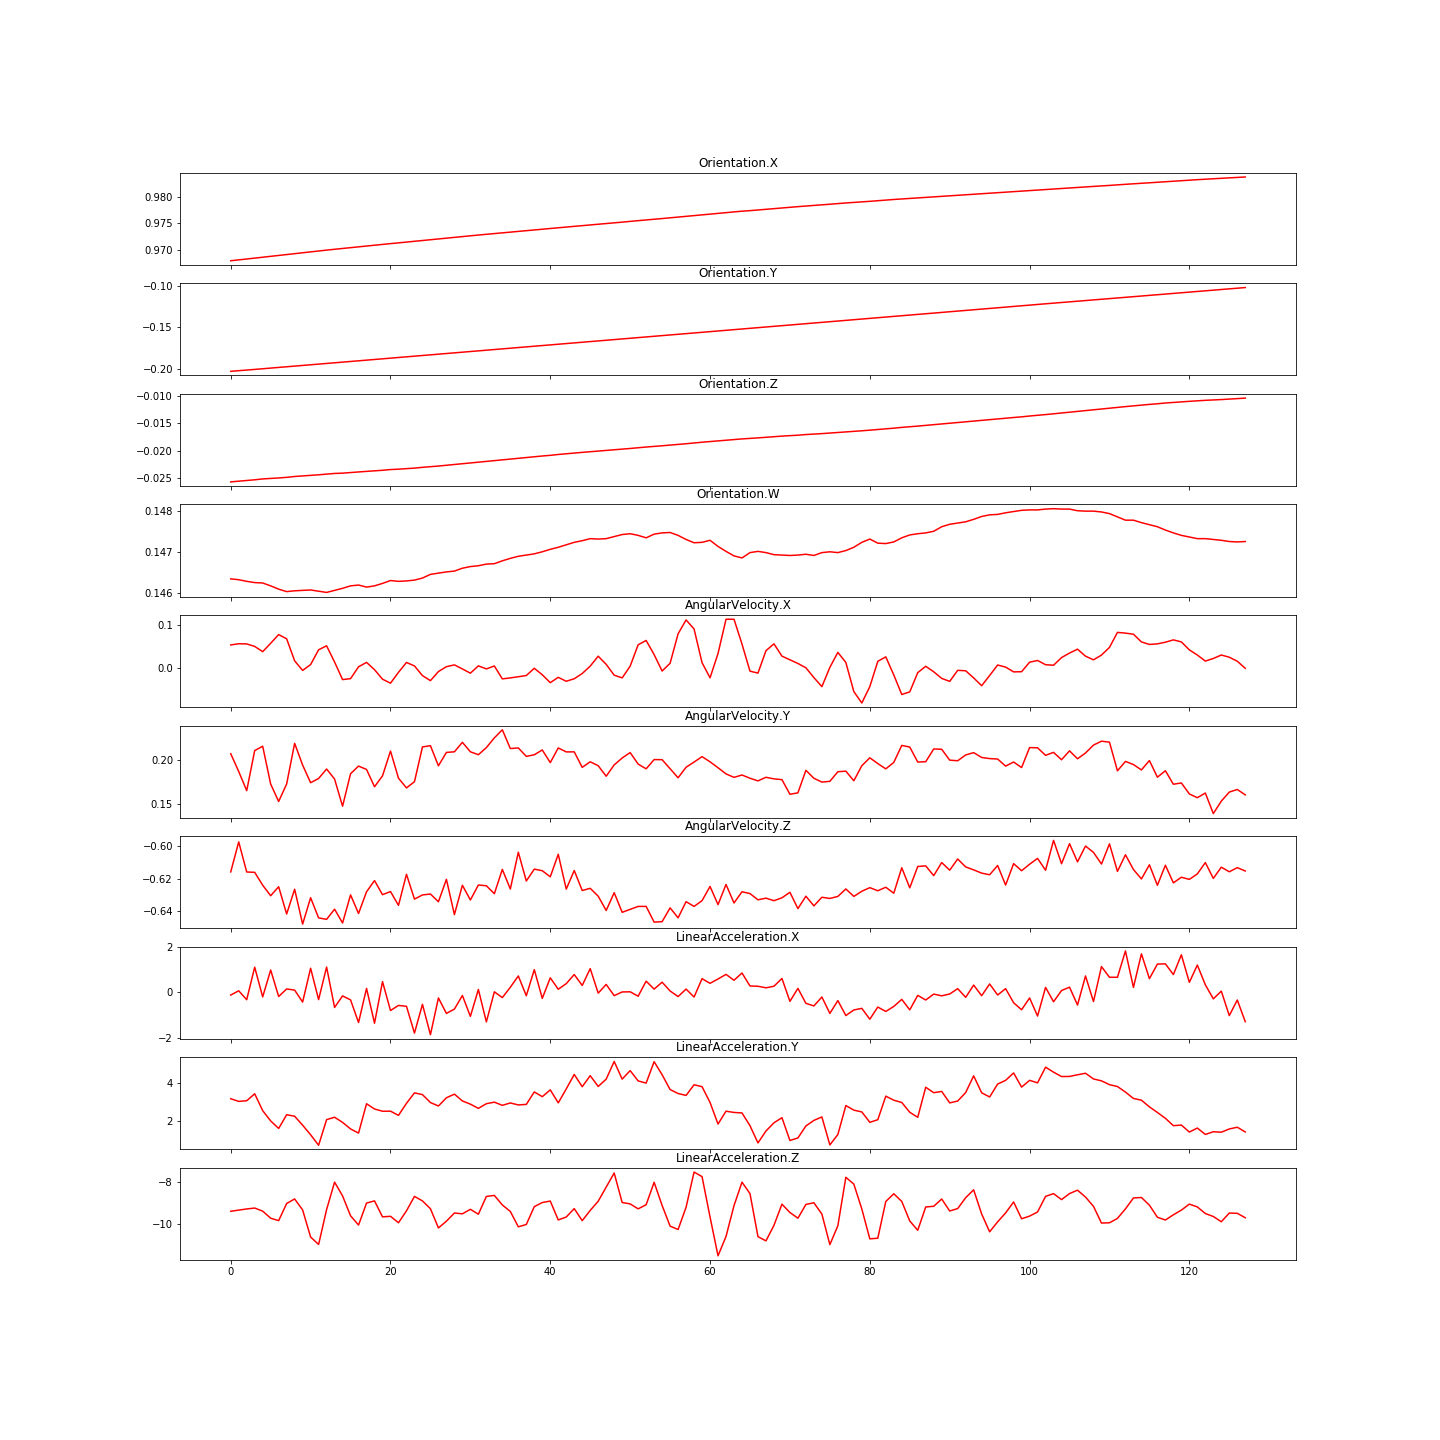 Orientation.X
0.980
0.975
0.970
Orientation.Y
−0.10
−0.15
−0.20
Orientation.Z
−0.010
−0.015
−0.020
−0.025
Orientation.W
0.148
0.147
0.146
AngularVelocity.X
0.1
0.0
AngularVelocity.Y
0.20
0.15
AngularVelocity.Z
−0.60
−0.62
−0.64
LinearAcceleration.X
2
0
−2
LinearAcceleration.Y
4
2
LinearAcceleration.Z
−8
−10
0 20 40 60 80 100 120